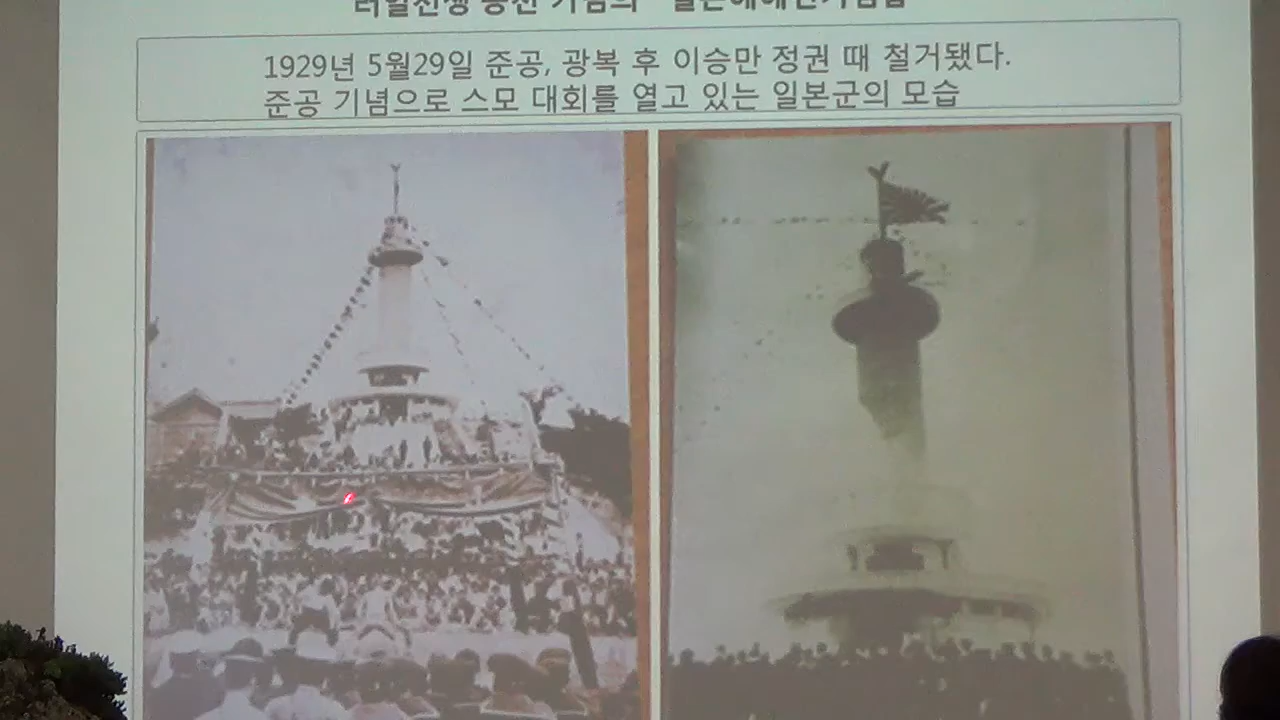 1929년 5월29일 준공, 광복 후 이승만 정권 때 철거됐다.
준공 기념으로 스모 대회를 열고 있는 일본군의 모습